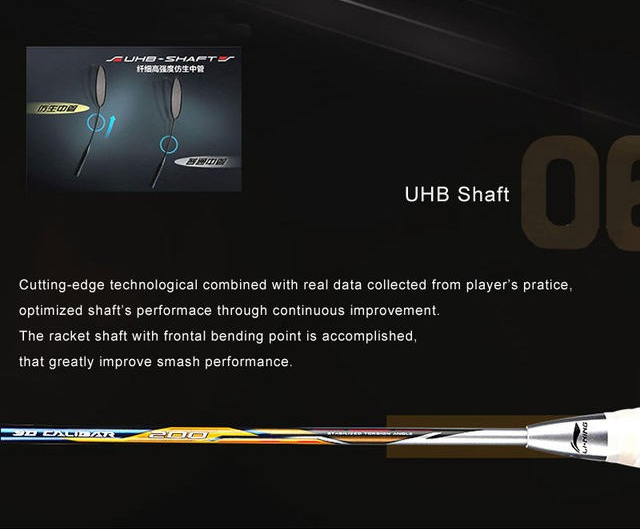 UHB-SHAFT
纤细高强度仿生中管
仿生中管
普通中管
06
UHB Shaft
Cutting-edge technological combined with real data collected from player's pratice,
optimized shaft's performace through continuous improvement.
The racket shaft with frontal bending point is accomplished,
that greatly improve smash performance.
3D CALIBAR 200 STABILIZED TORSION ANGLE
LI-NING